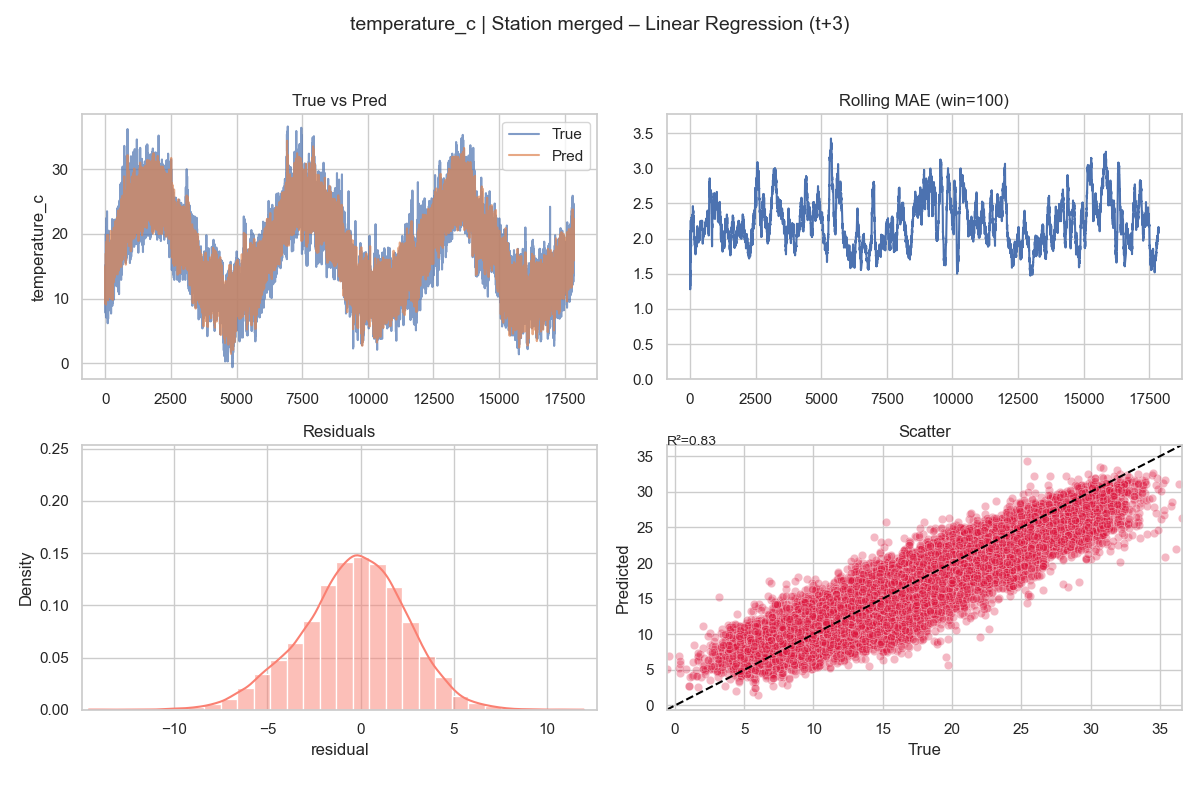 temperature_c | Station merged – Linear Regression (t+3)
True vs Pred
temperature_c
30
20
10
0
0 2500 5000 7500 10000 12500 15000 17500
True
Pred
Rolling MAE (win=100)
3.5
3.0
2.5
2.0
1.5
1.0
0.5
0.0
0 2500 5000 7500 10000 12500 15000 17500
Residuals
Density
0.25
0.20
0.15
0.10
0.05
0.00
−10 −5 0 5 10
residual
Scatter
R²=0.83
Predicted
35
30
25
20
15
10
5
0
0 5 10 15 20 25 30 35
True